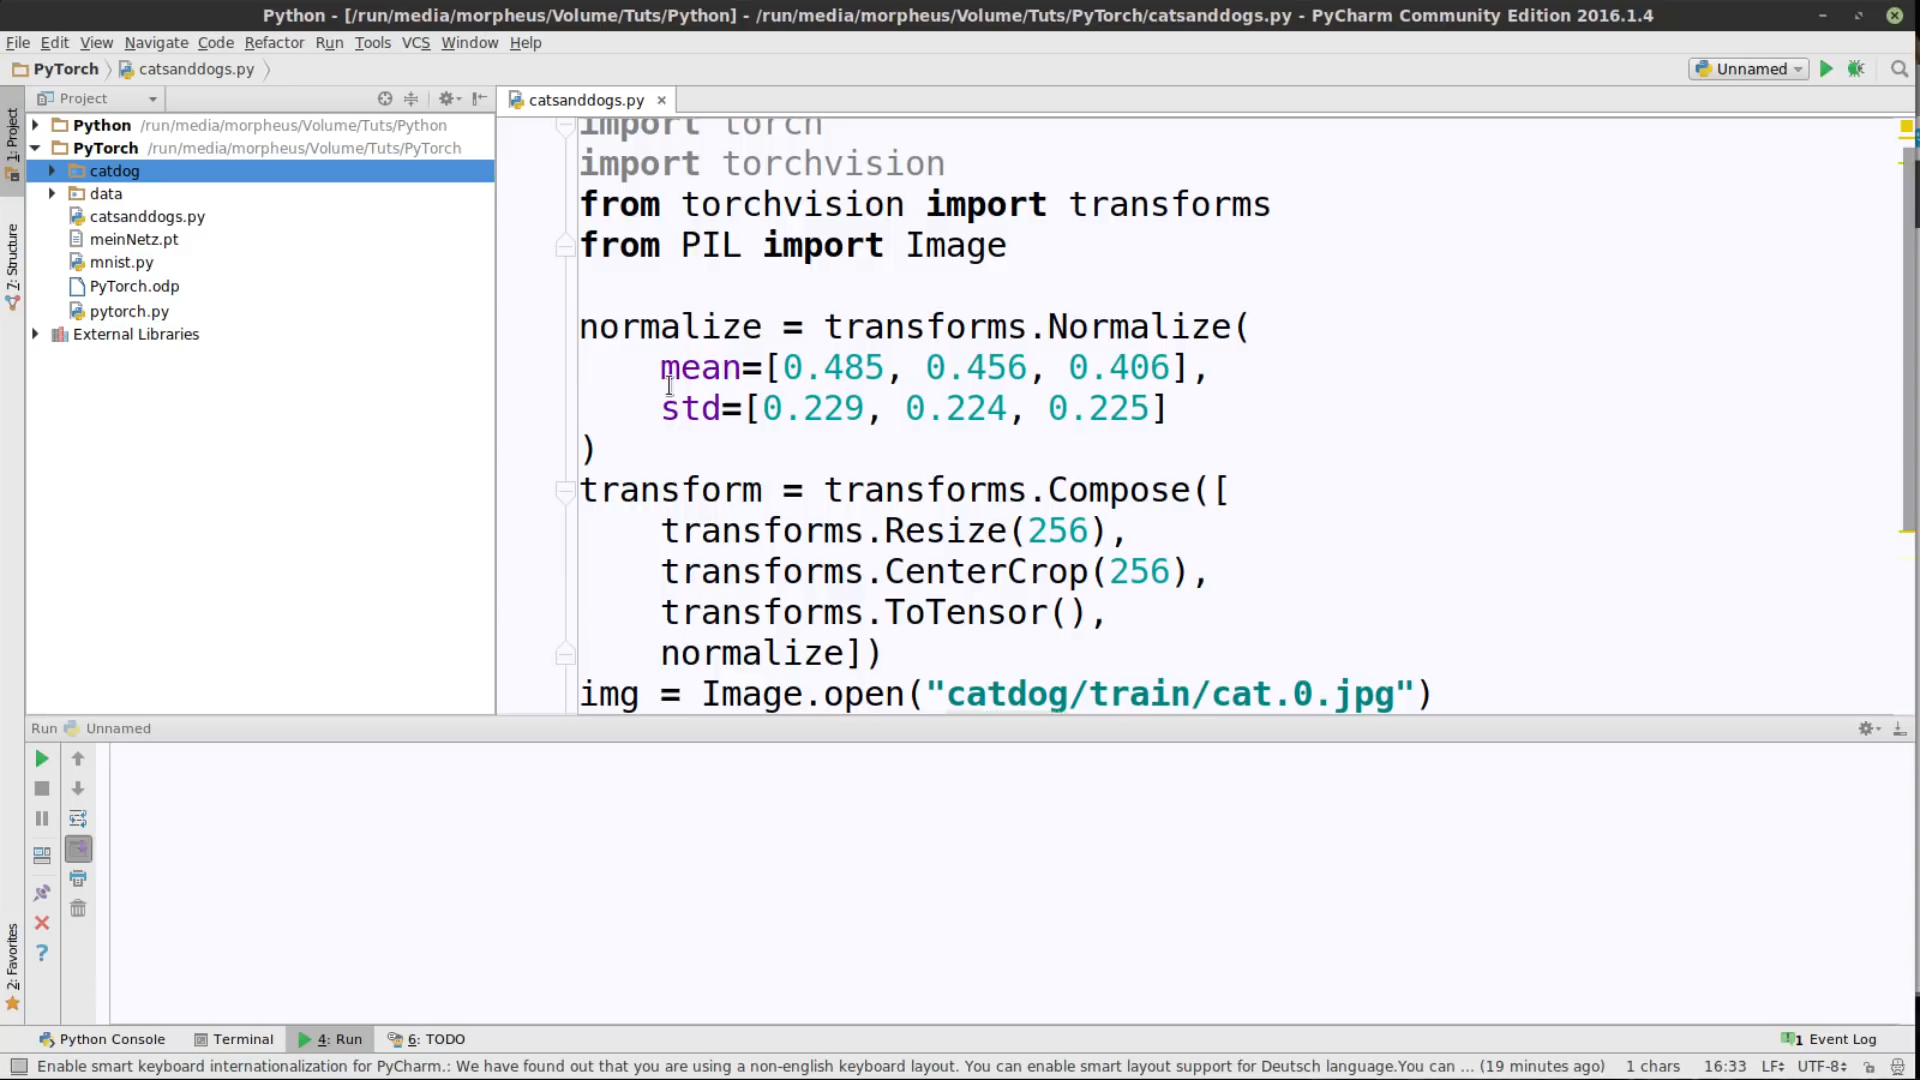 Python - [/run/media/morpheus/Volume/Tuts/Python] - /run/media/morpheus/Volume/Tuts/PyTorch/catsanddogs.py - PyCharm Community Edition 2016.1.4
File Edit View Navigate Code Refactor Run Tools VCS Window Help
PyTorch catsanddogs.py Unnamed
Project catsanddogs.py
1: Project
7: Structure
2: Favorites
Python /run/media/morpheus/Volume/Tuts/Python
PyTorch /run/media/morpheus/Volume/Tuts/PyTorch
catdog
data
catsanddogs.py
meinNetz.pt
mnist.py
PyTorch.odp
pytorch.py
External Libraries
import torch
import torchvision
from torchvision import transforms
from PIL import Image
normalize = transforms.Normalize(
mean=[0.485, 0.456, 0.406],
std=[0.229, 0.224, 0.225]
)
transform = transforms.Compose([
transforms.Resize(256),
transforms.CenterCrop(256),
transforms.ToTensor(),
normalize])
img = Image.open("catdog/train/cat.0.jpg")
Run Unnamed
Python Console Terminal 4: Run 6: TODO 1 Event Log
Enable smart keyboard internationalization for PyCharm.: We have found out that you are using a non-english keyboard layout. You can enable smart layout support for Deutsch language.You can ... (19 minutes ago) 1 chars 16:33 LF UTF-8